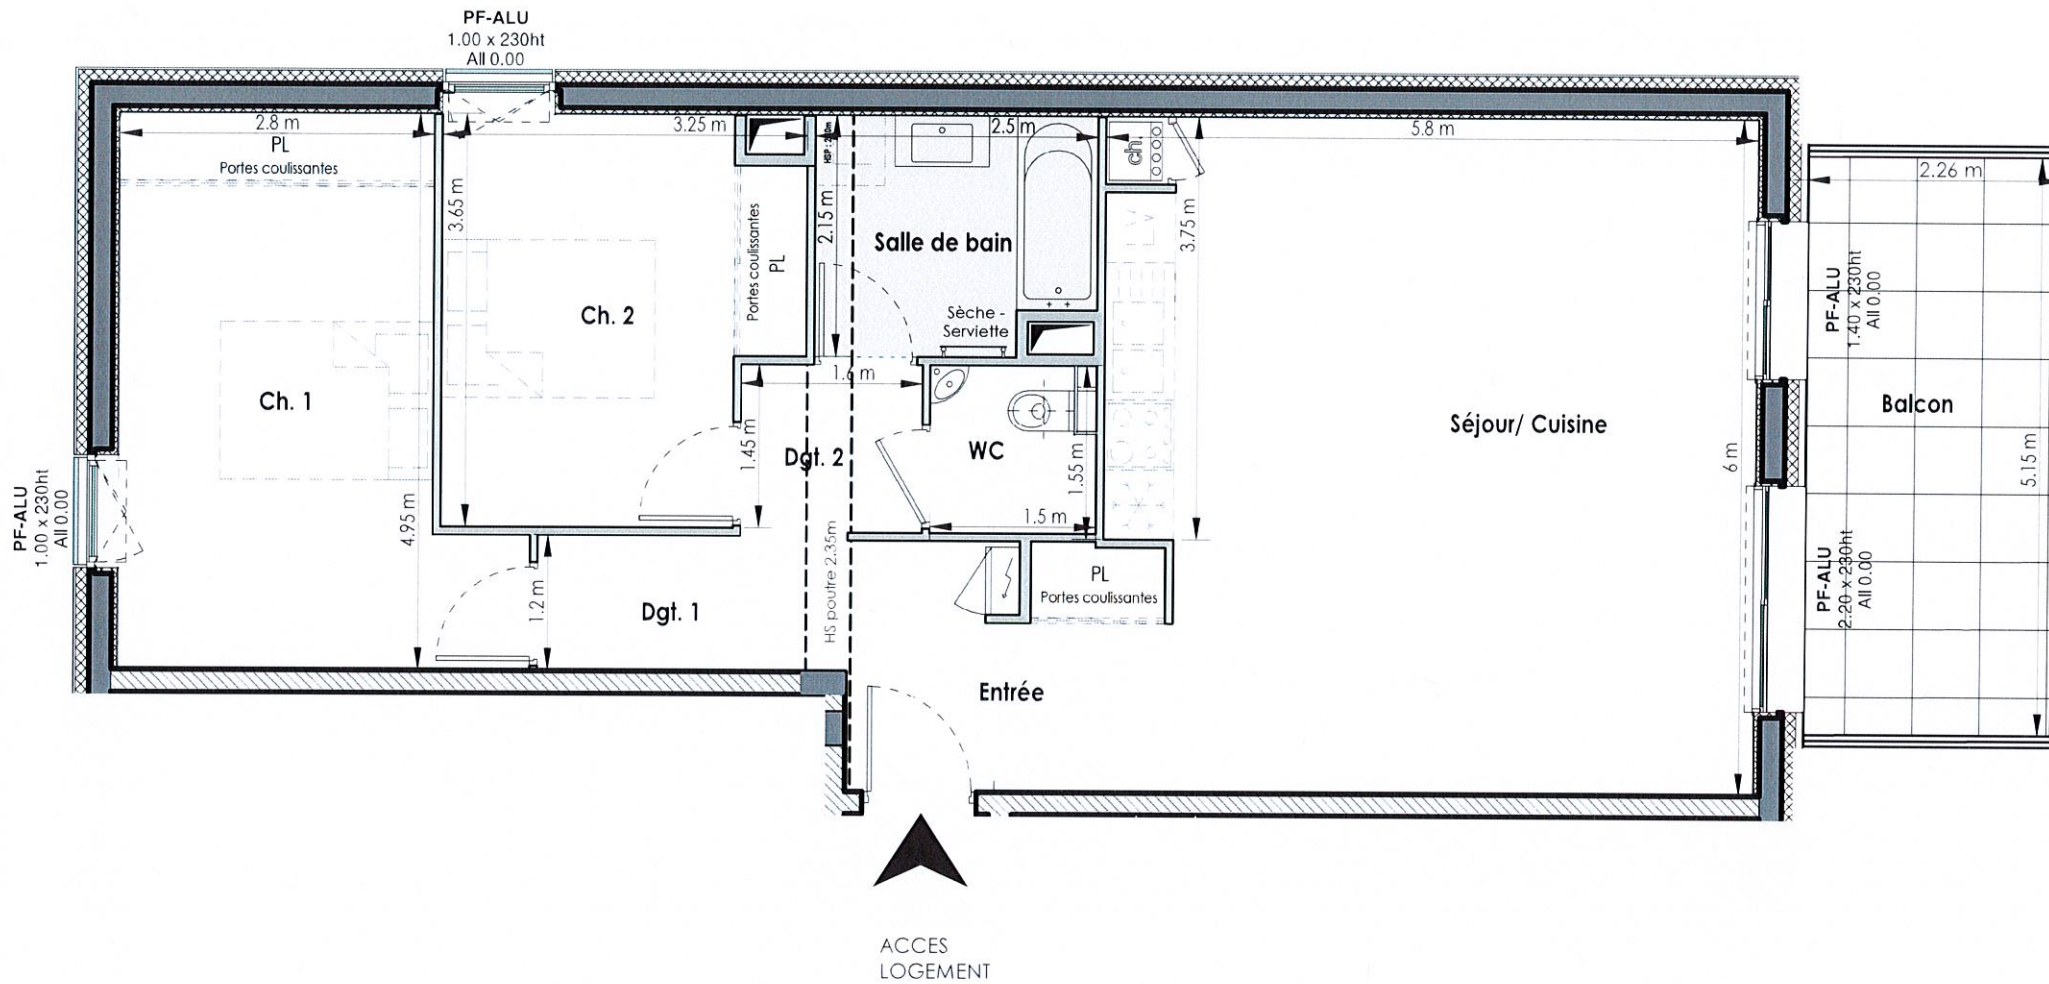 PF-ALU
1.00 x 230ht
All 0.00
2.8 m
PL
Portes coulissantes
3.25 m
2.5 m
5.8 m
2.26 m
3.65 m
2.15 m
3.75 m
ch.
LV
Portes coulissantes
PL
Salle de bain
Sèche -
Serviette
Ch. 2
Ch. 1
PF-ALU
1.40 x 230ht
All 0.00
1.6 m
1.45 m
Dgt. 2
WC
1.55 m
1.5 m
Séjour/ Cuisine
6 m
Balcon
5.15 m
PF-ALU
1.00 x 230ht
All 0.00
4.95 m
1.2 m
Dgt. 1
HS poutre 2.35m
PL
Portes coulissantes
PF-ALU
2.20 x 230ht
All 0.00
Entrée
ACCES
LOGEMENT